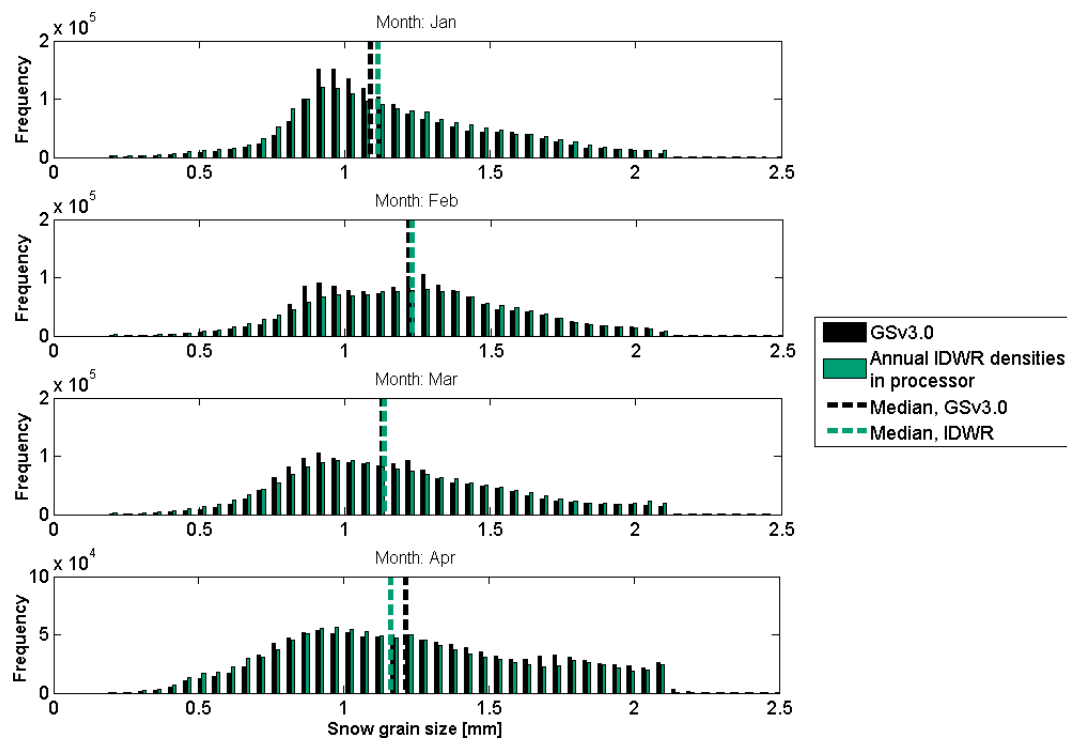 x 10^5
Month: Jan
2
1
0
Frequency
0 0.5 1 1.5 2 2.5
x 10^5
Month: Feb
2
1
0
Frequency
0 0.5 1 1.5 2 2.5
x 10^5
Month: Mar
2
1
0
Frequency
0 0.5 1 1.5 2 2.5
x 10^4
Month: Apr
10
5
0
Frequency
0 0.5 1 1.5 2 2.5
Snow grain size [mm]
GSv3.0
Annual IDWR densities
in processor
Median, GSv3.0
Median, IDWR